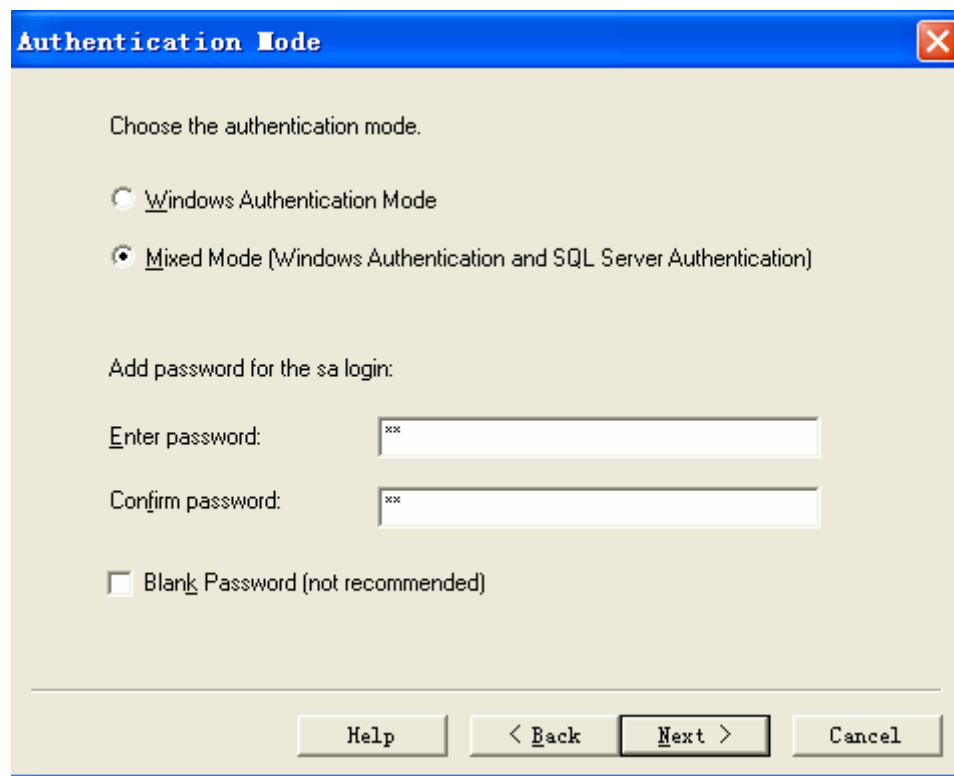 Authentication Mode
Choose the authentication mode.
Windows Authentication Mode
Mixed Mode (Windows Authentication and SQL Server Authentication)
Add password for the sa login:
Enter password: **
Confirm password: **
Blank Password (not recommended)
Help < Back Next > Cancel